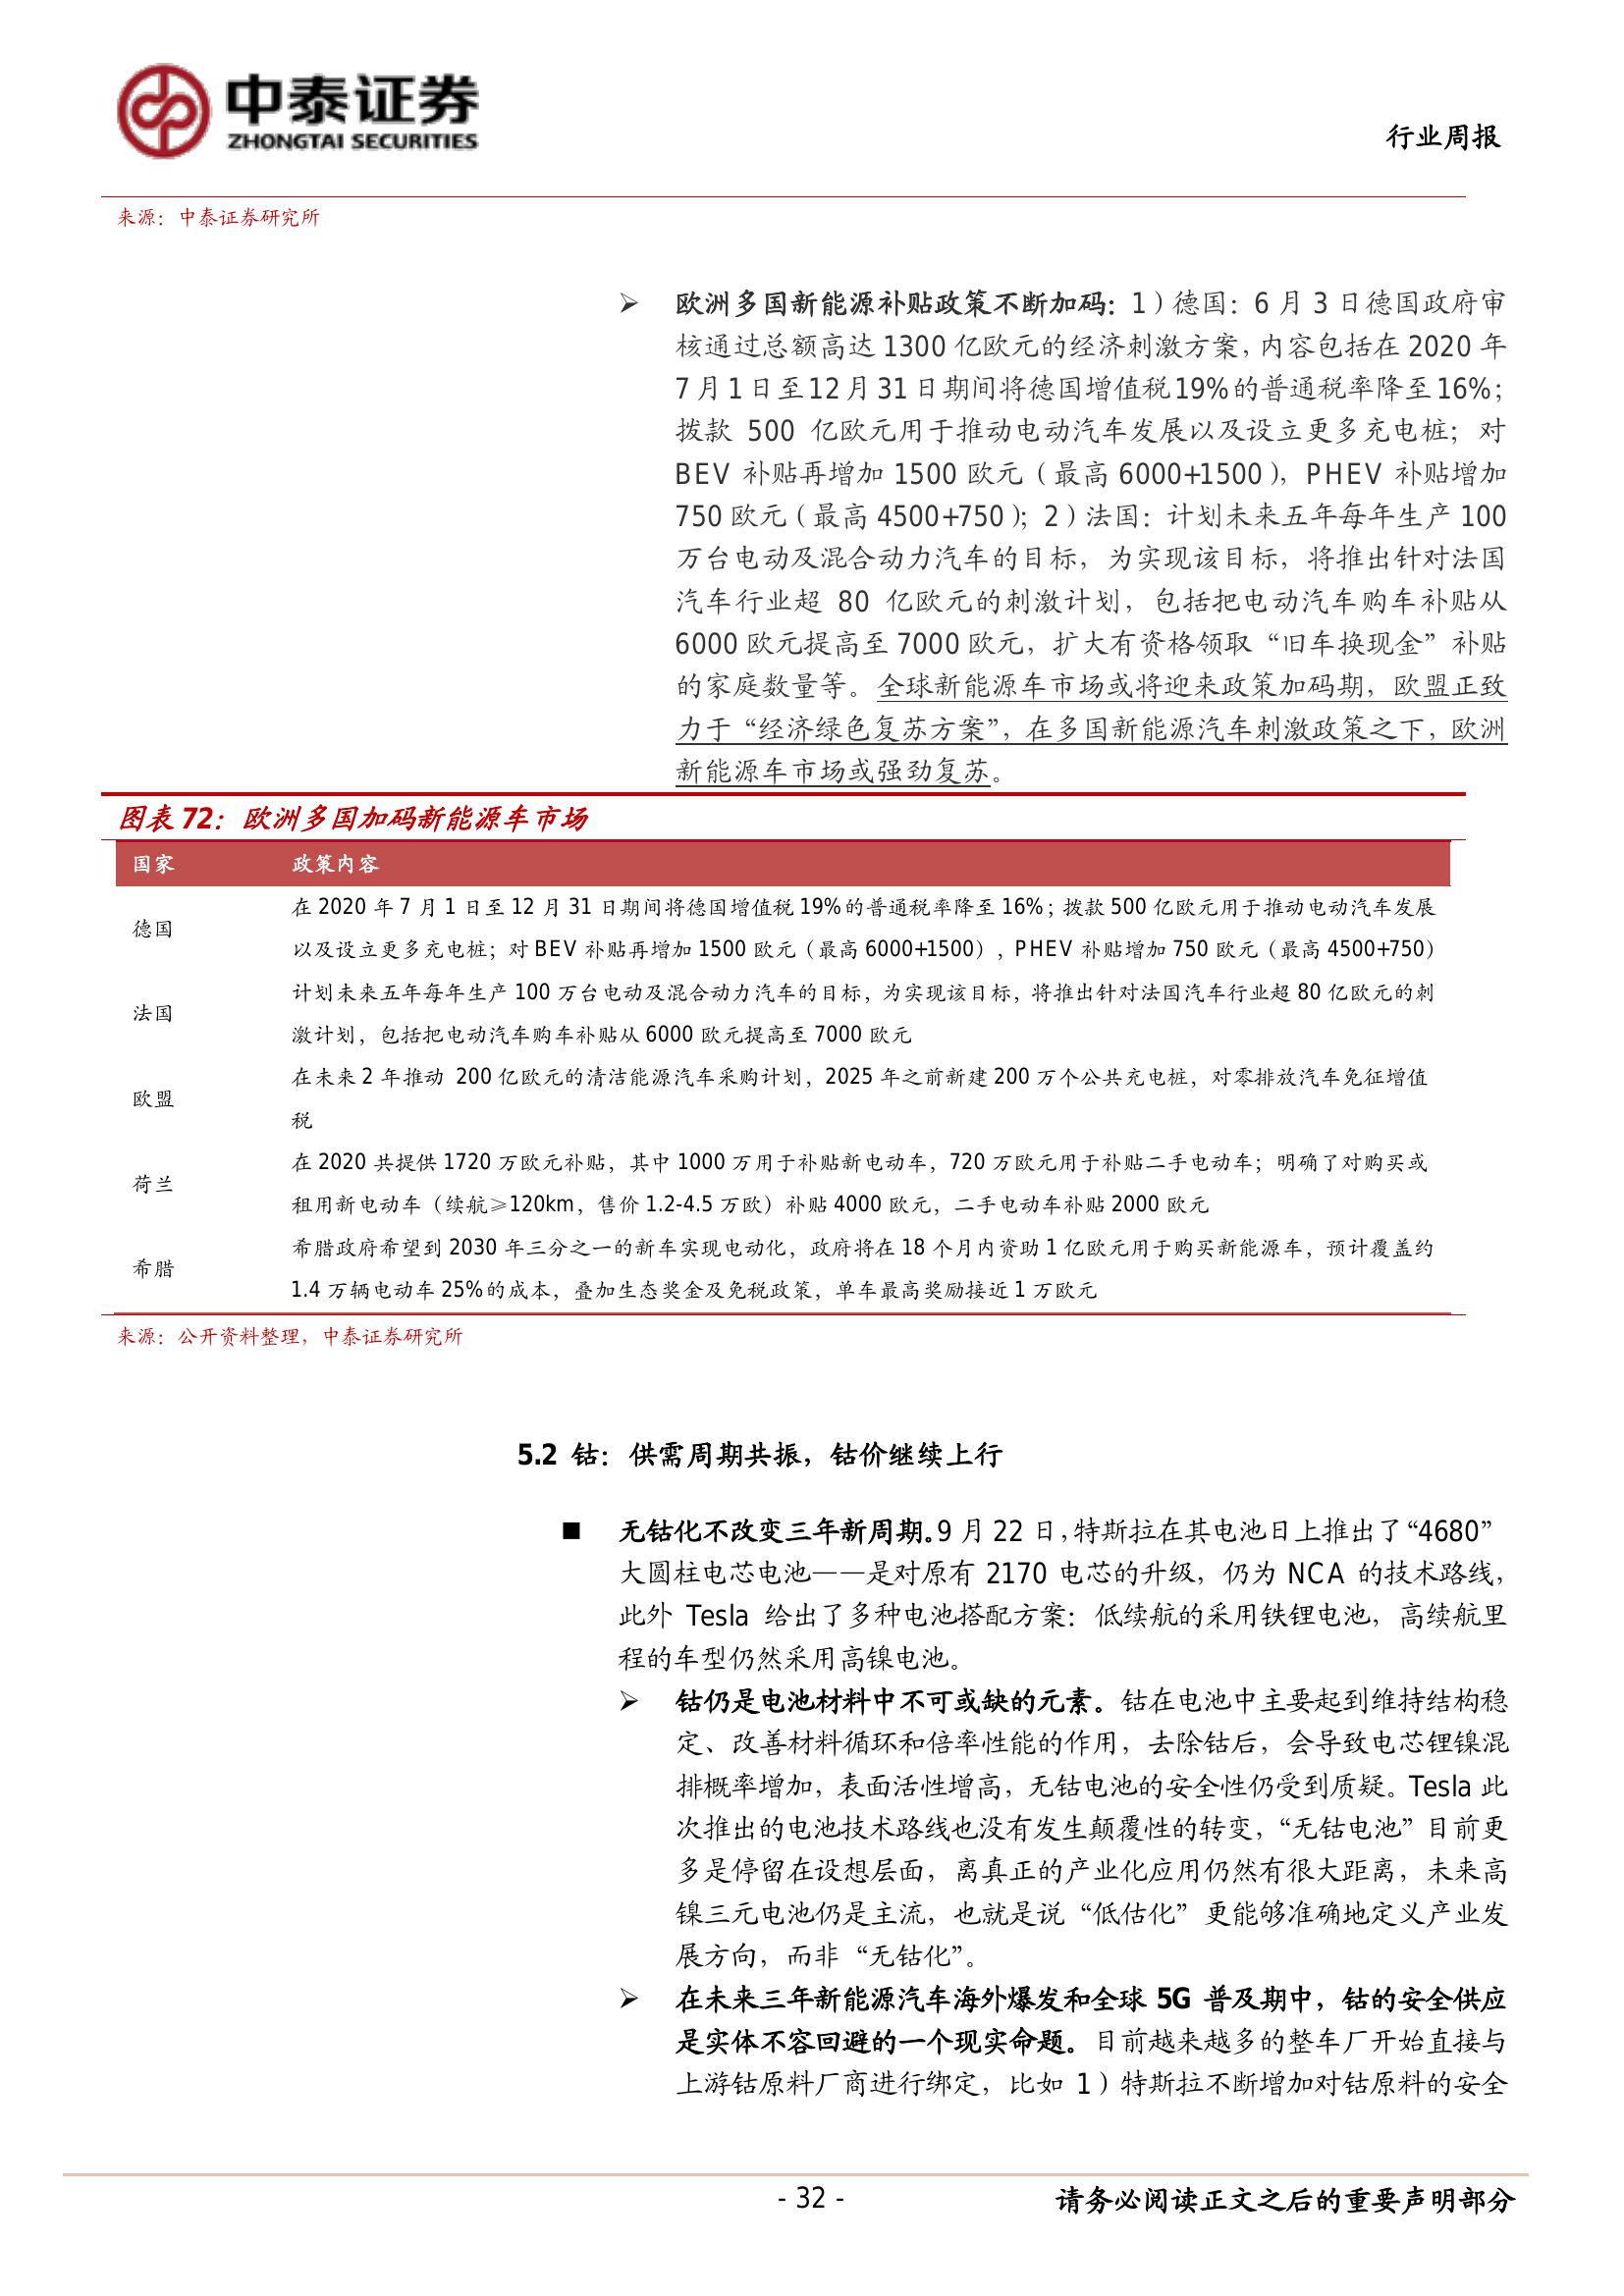 中泰证券
ZHONGTAI SECURITIES
行业周报
来源：中泰证券研究所
➢ 欧洲多国新能源补贴政策不断加码：1）德国：6 月 3 日德国政府审
核通过总额高达 1300 亿欧元的经济刺激方案，内容包括在 2020 年
7 月 1 日至 12 月 31 日期间将德国增值税 19%的普通税率降至 16%；
拨款 500 亿欧元用于推动电动汽车发展以及设立更多充电桩；对
BEV 补贴再增加 1500 欧元（最高 6000+1500），PHEV 补贴增加
750 欧元（最高 4500+750）；2）法国：计划未来五年每年生产 100
万台电动及混合动力汽车的目标，为实现该目标，将推出针对法国
汽车行业超 80 亿欧元的刺激计划，包括把电动汽车购车补贴从
6000 欧元提高至 7000 欧元，扩大有资格领取“旧车换现金”补贴
的家庭数量等。全球新能源车市场或将迎来政策加码期，欧盟正致
力于“经济绿色复苏方案”，在多国新能源汽车刺激政策之下，欧洲
新能源车市场或强劲复苏。
图表 72：欧洲多国加码新能源车市场
国家 政策内容
德国 在 2020 年 7 月 1 日至 12 月 31 日期间将德国增值税 19%的普通税率降至 16%；拨款 500 亿欧元用于推动电动汽车发展
以及设立更多充电桩；对 BEV 补贴再增加 1500 欧元（最高 6000+1500），PHEV 补贴增加 750 欧元（最高 4500+750）
法国 计划未来五年每年生产 100 万台电动及混合动力汽车的目标，为实现该目标，将推出针对法国汽车行业超 80 亿欧元的刺
激计划，包括把电动汽车购车补贴从 6000 欧元提高至 7000 欧元
欧盟 在未来 2 年推动 200 亿欧元的清洁能源汽车采购计划，2025 年之前新建 200 万个公共充电桩，对零排放汽车免征增值
税
荷兰 在 2020 共提供 1720 万欧元补贴，其中 1000 万用于补贴新电动车，720 万欧元用于补贴二手电动车；明确了对购买或
租用新电动车（续航≥120km，售价 1.2-4.5 万欧）补贴 4000 欧元，二手电动车补贴 2000 欧元
希腊 希腊政府希望到 2030 年三分之一的新车实现电动化，政府将在 18 个月内资助 1 亿欧元用于购买新能源车，预计覆盖约
1.4 万辆电动车 25%的成本，叠加生态奖金及免税政策，单车最高奖励接近 1 万欧元
来源：公开资料整理，中泰证券研究所
5.2 钴：供需周期共振，钴价继续上行
■ 无钴化不改变三年新周期。9 月 22 日，特斯拉在其电池日上推出了“4680”
大圆柱电芯电池——是对原有 2170 电芯的升级，仍为 NCA 的技术路线，
此外 Tesla 给出了多种电池搭配方案：低续航的采用铁锂电池，高续航里
程的车型仍然采用高镍电池。
➢ 钴仍是电池材料中不可或缺的元素。钴在电池中主要起到维持结构稳
定、改善材料循环和倍率性能的作用，去除钴后，会导致电芯锂镍混
排概率增加，表面活性增高，无钴电池的安全性仍受到质疑。Tesla 此
次推出的电池技术路线也没有发生颠覆性的转变，“无钴电池”目前更
多是停留在设想层面，离真正的产业化应用仍然有很大距离，未来高
镍三元电池仍是主流，也就是说“低估化”更能够准确地定义产业发
展方向，而非“无钴化”。
➢ 在未来三年新能源汽车海外爆发和全球 5G 普及期中，钴的安全供应
是实体不容回避的一个现实命题。目前越来越多的整车厂开始直接与
上游钴原料厂商进行绑定，比如 1）特斯拉不断增加对钴原料的安全
- 32 -
请务必阅读正文之后的重要声明部分